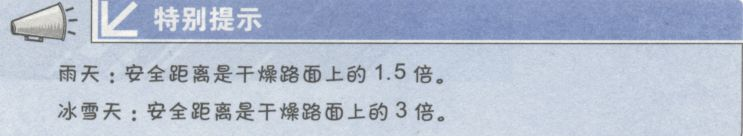 特别提示
雨天：安全距离是干燥路面上的 1.5 倍。
冰雪天：安全距离是干燥路面上的 3 倍。